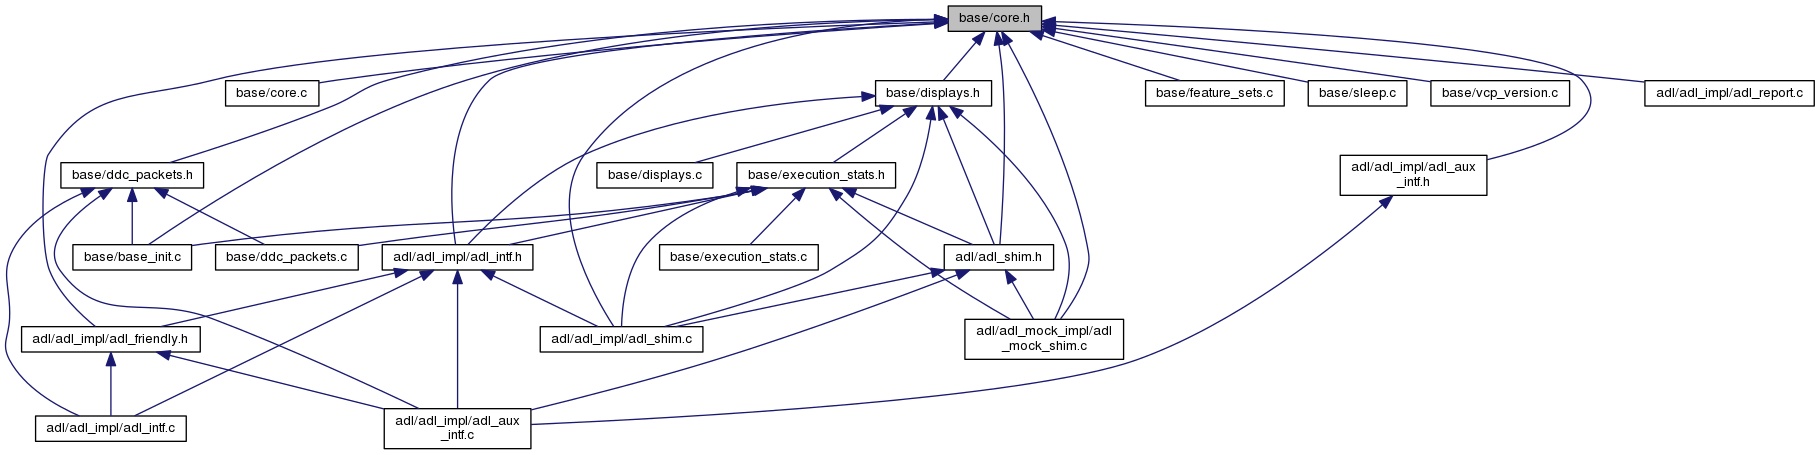 base/core.h
base/core.c
base/displays.h
base/feature_sets.c
base/sleep.c
base/vcp_version.c
adl/adl_impl/adl_report.c
base/ddc_packets.h
base/displays.c
base/execution_stats.h
adl/adl_impl/adl_aux
_intf.h
base/base_init.c
base/ddc_packets.c
adl/adl_impl/adl_intf.h
base/execution_stats.c
adl/adl_shim.h
adl/adl_impl/adl_friendly.h
adl/adl_impl/adl_shim.c
adl/adl_mock_impl/adl
_mock_shim.c
adl/adl_impl/adl_intf.c
adl/adl_impl/adl_aux
_intf.c